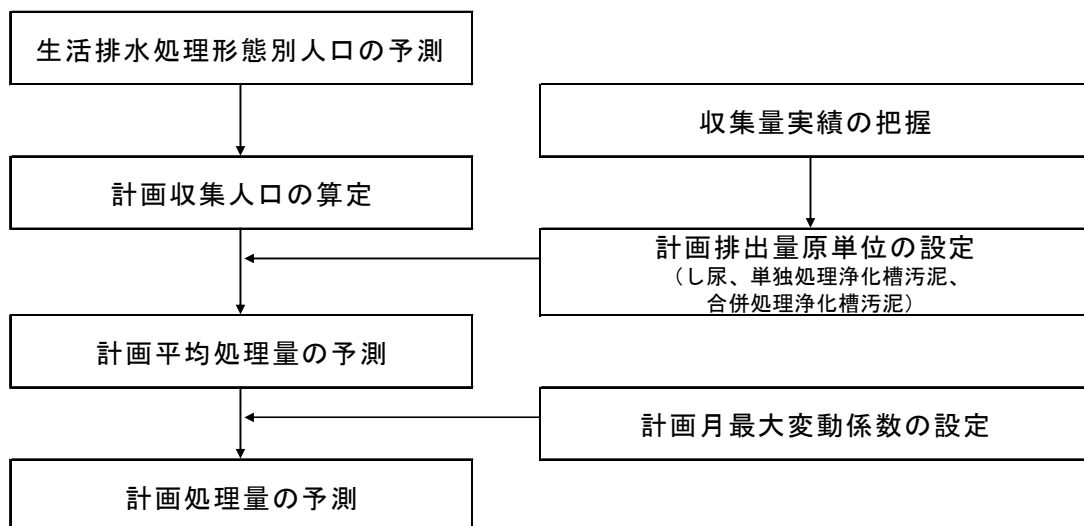 生活排水処理形態別人口の予測
収集量実績の把握
計画収集人口の算定
計画排出量原単位の設定
（し尿、単独処理浄化槽汚泥、
合併処理浄化槽汚泥）
計画平均処理量の予測
計画月最大変動係数の設定
計画処理量の予測